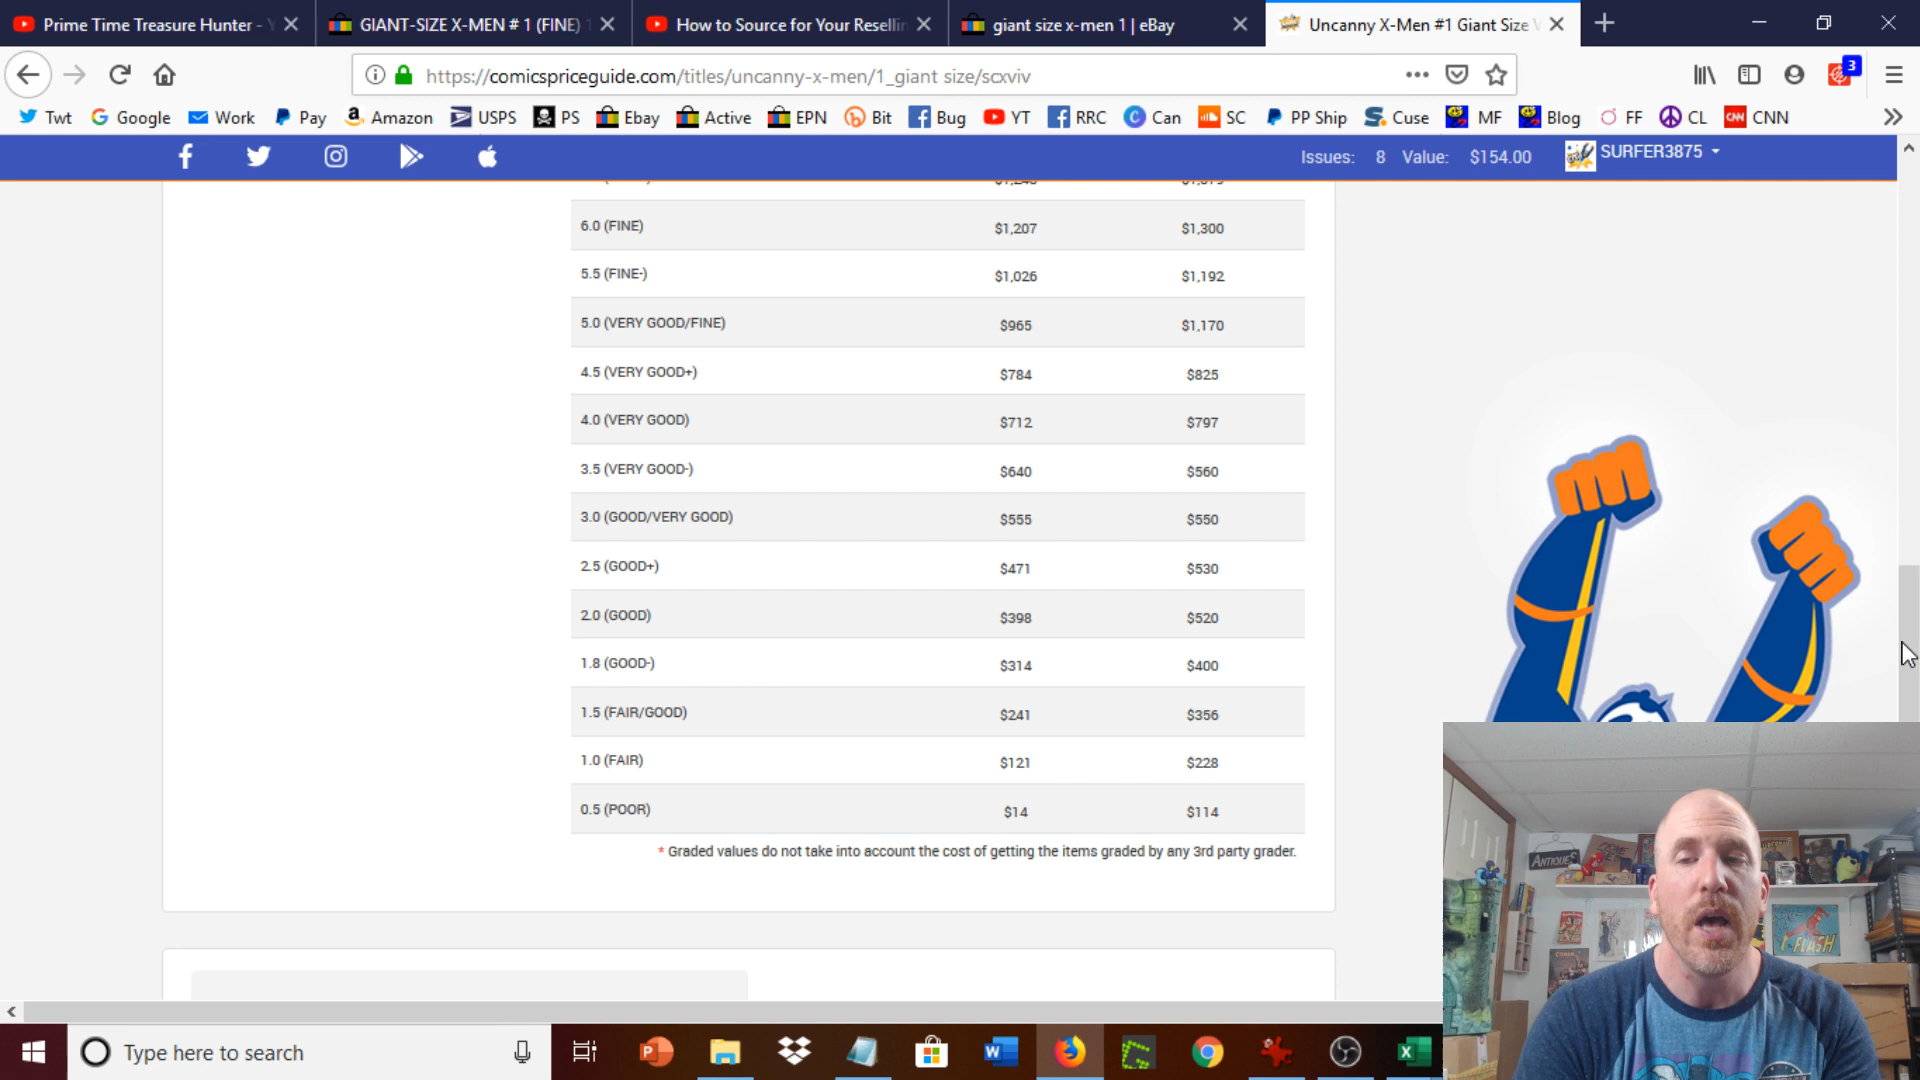 Prime Time Treasure Hunter - Y
GIANT-SIZE X-MEN # 1 (FINE) T
How to Source for Your Resellin
giant size x-men 1 | eBay
Uncanny X-Men #1 Giant Size V
https://comicspriceguide.com/titles/uncanny-x-men/1_giant size/scxviv
3
Twt Google Work Pay Amazon USPS PS Ebay Active EPN Bit Bug YT RRC Can SC PP Ship Cuse MF Blog FF CL CNN
Issues: 8 Value: $154.00 SURFER3875
6.0 (FINE) $1,207 $1,300
5.5 (FINE-) $1,026 $1,192
5.0 (VERY GOOD/FINE) $965 $1,170
4.5 (VERY GOOD+) $784 $825
4.0 (VERY GOOD) $712 $797
3.5 (VERY GOOD-) $640 $560
3.0 (GOOD/VERY GOOD) $555 $550
2.5 (GOOD+) $471 $530
2.0 (GOOD) $398 $520
1.8 (GOOD-) $314 $400
1.5 (FAIR/GOOD) $241 $356
1.0 (FAIR) $121 $228
0.5 (POOR) $14 $114
* Graded values do not take into account the cost of getting the items graded by any 3rd party grader.
ANTIQUES
FLASH
Type here to search